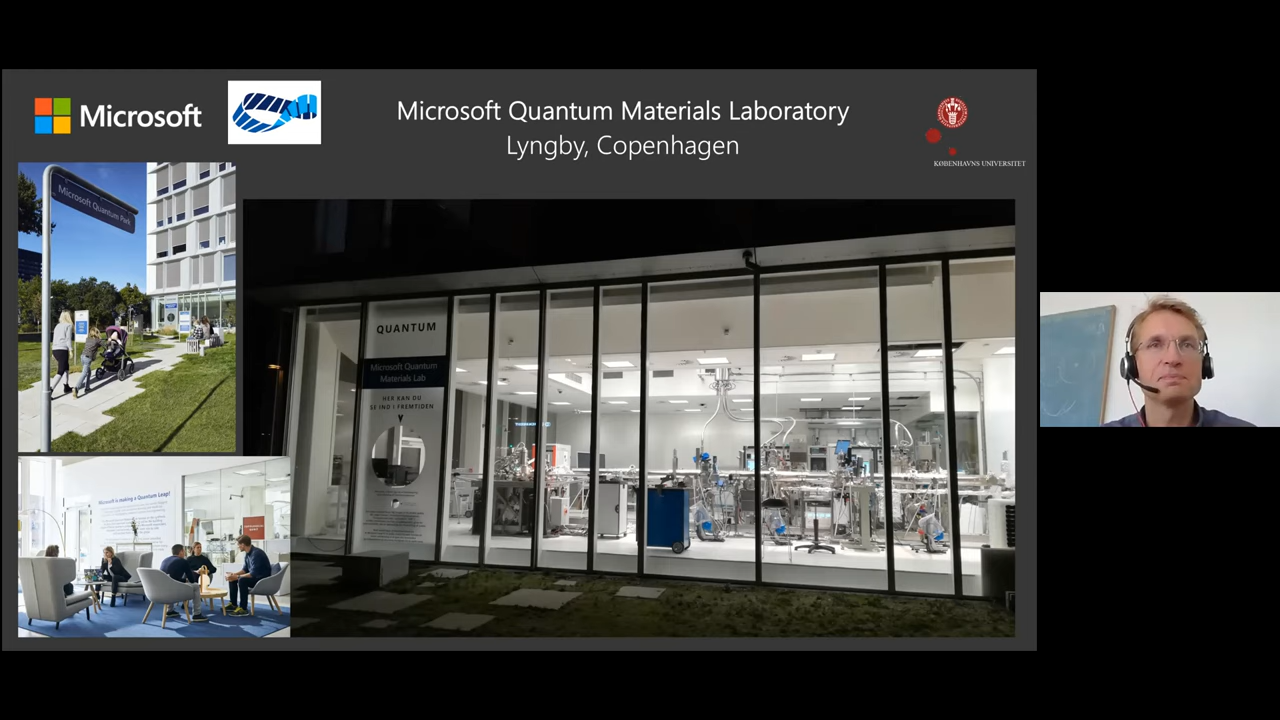 Microsoft
Microsoft Quantum Materials Laboratory
Lyngby, Copenhagen
KØBENHAVNS UNIVERSITET
Microsoft Quantum Park
QUANTUM
Microsoft Quantum
Materials Lab
HER KAN DU
SE IND I FREMTIDEN
Microsoft is making a Quantum Leap!